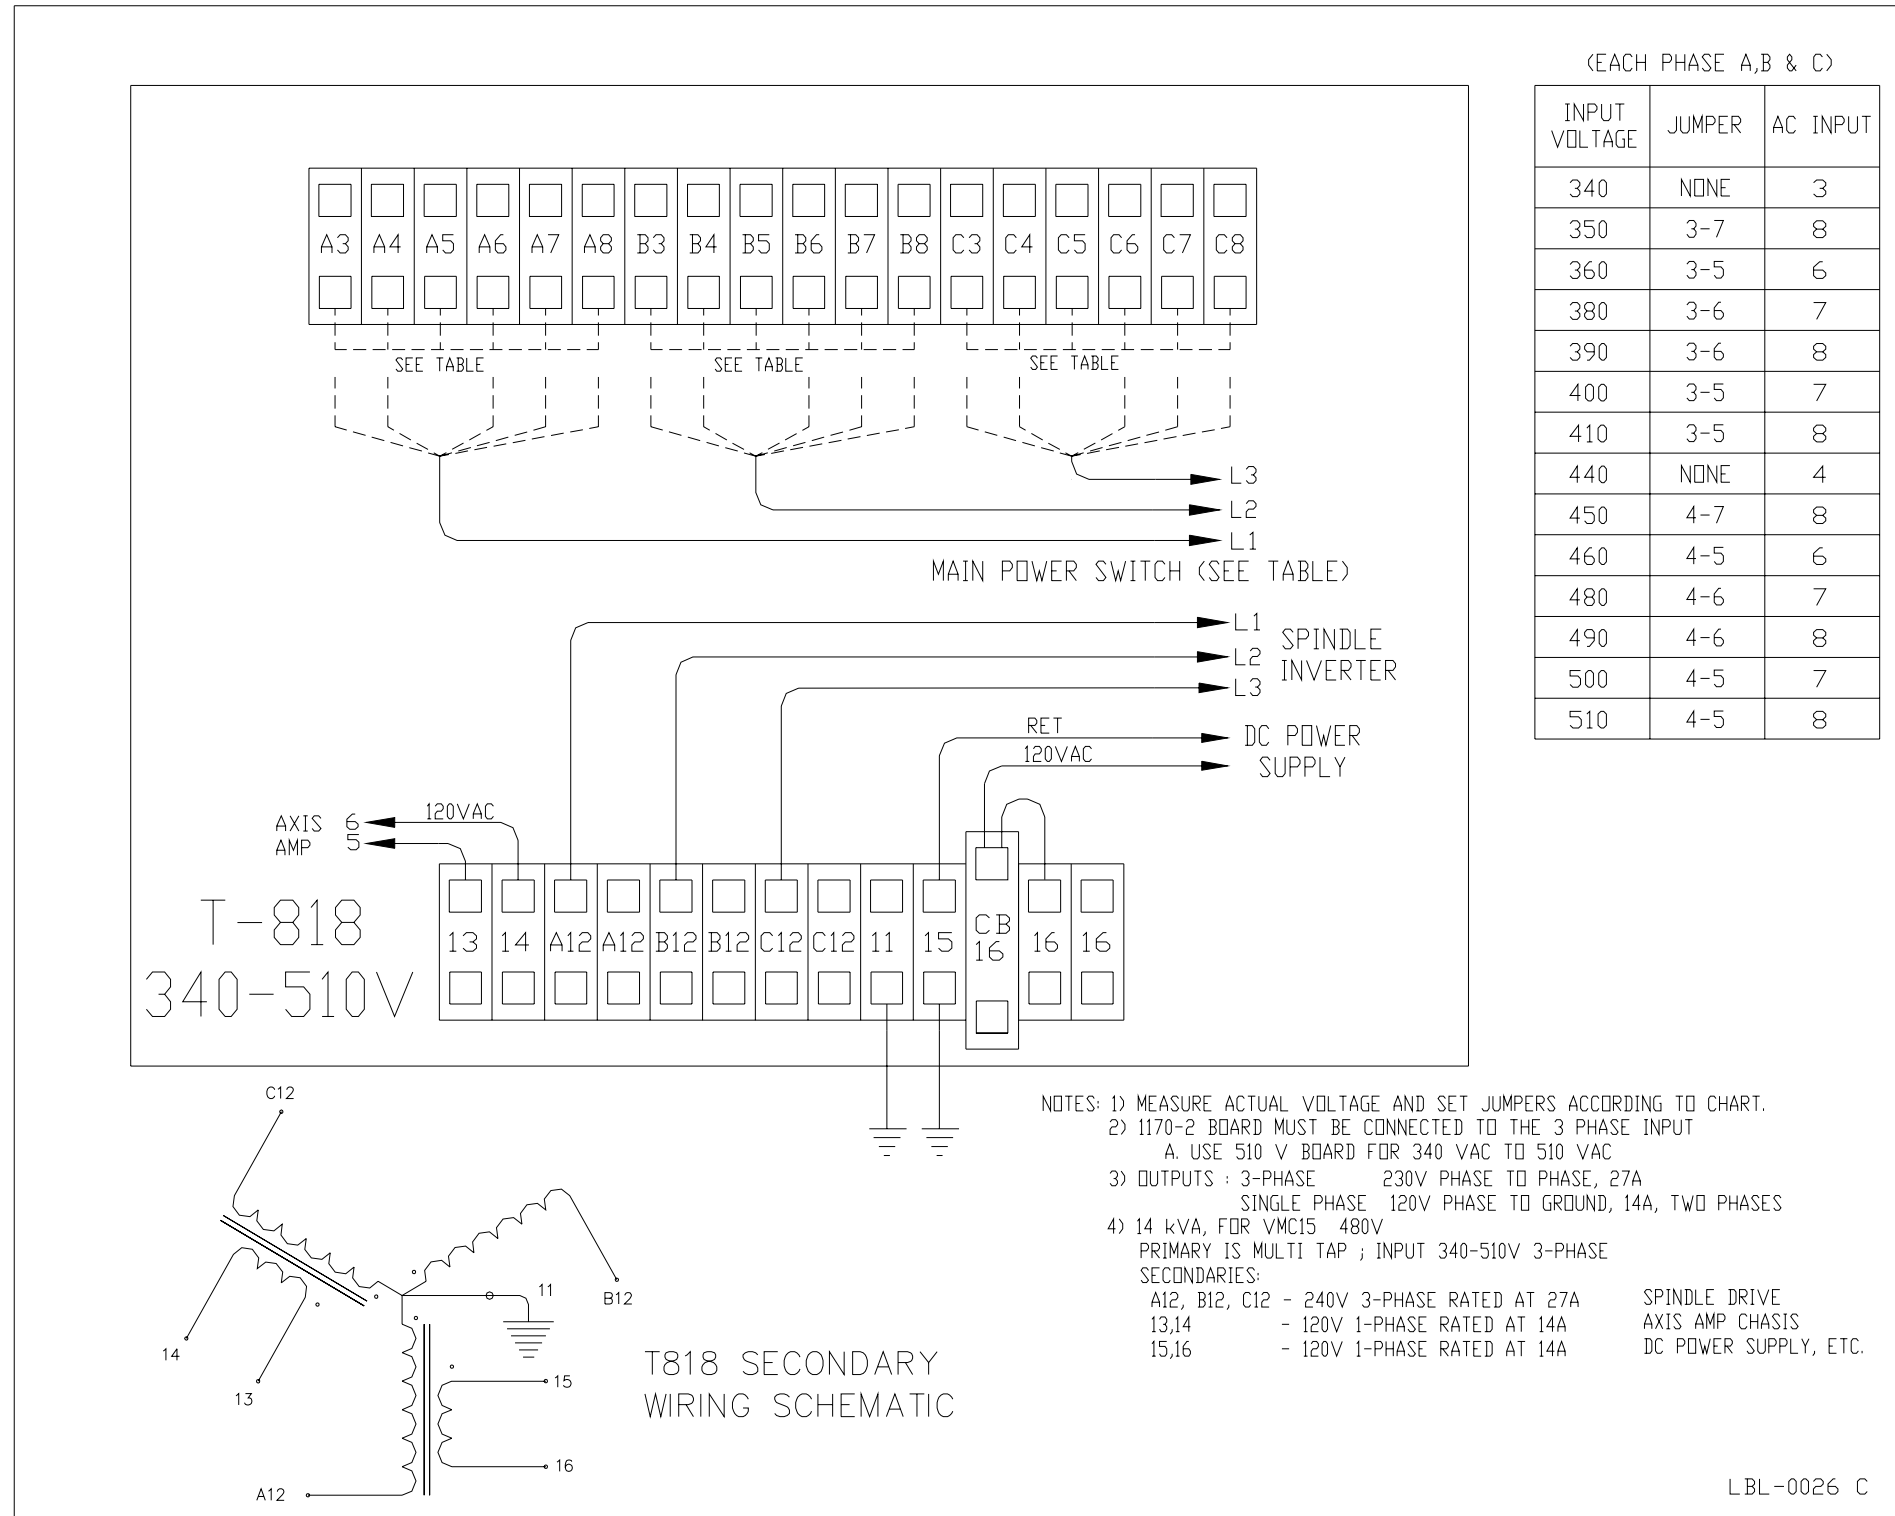 (EACH PHASE A,B & C)
INPUT VOLTAGE JUMPER AC INPUT
340 NONE 3
350 3-7 8
360 3-5 6
380 3-6 7
390 3-6 8
400 3-5 7
410 3-5 8
440 NONE 4
450 4-7 8
460 4-5 6
480 4-6 7
490 4-6 8
500 4-5 7
510 4-5 8
A3 A4 A5 A6 A7 A8 B3 B4 B5 B6 B7 B8 C3 C4 C5 C6 C7 C8
SEE TABLE SEE TABLE SEE TABLE
L3
L2
L1
MAIN POWER SWITCH (SEE TABLE)
L1
L2
L3
SPINDLE
INVERTER
RET
120VAC
DC POWER
SUPPLY
120VAC
AXIS 6
AMP 5
T-818
340-510V
13 14 A12 A12 B12 B12 C12 C12 11 15 CB 16 16 16
C12
11
B12
14
13
15
16
A12
T818 SECONDARY
WIRING SCHEMATIC
NOTES: 1) MEASURE ACTUAL VOLTAGE AND SET JUMPERS ACCORDING TO CHART.
2) 1170-2 BOARD MUST BE CONNECTED TO THE 3 PHASE INPUT
A. USE 510 V BOARD FOR 340 VAC TO 510 VAC
3) OUTPUTS : 3-PHASE 230V PHASE TO PHASE, 27A
SINGLE PHASE 120V PHASE TO GROUND, 14A, TWO PHASES
4) 14 kVA, FOR VMC15 480V
PRIMARY IS MULTI TAP ; INPUT 340-510V 3-PHASE
SECONDARIES:
A12, B12, C12 - 240V 3-PHASE RATED AT 27A SPINDLE DRIVE
13,14 - 120V 1-PHASE RATED AT 14A AXIS AMP CHASIS
15,16 - 120V 1-PHASE RATED AT 14A DC POWER SUPPLY, ETC.
LBL-0026 C